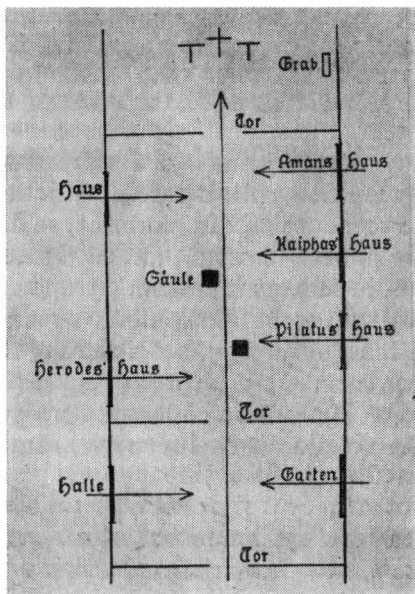 Grab
Tor
Amans Haus
Haus
Kaiphas' Haus
Säule
Pilatus' Haus
Herodes' Haus
Tor
Halle
Garten
Tor